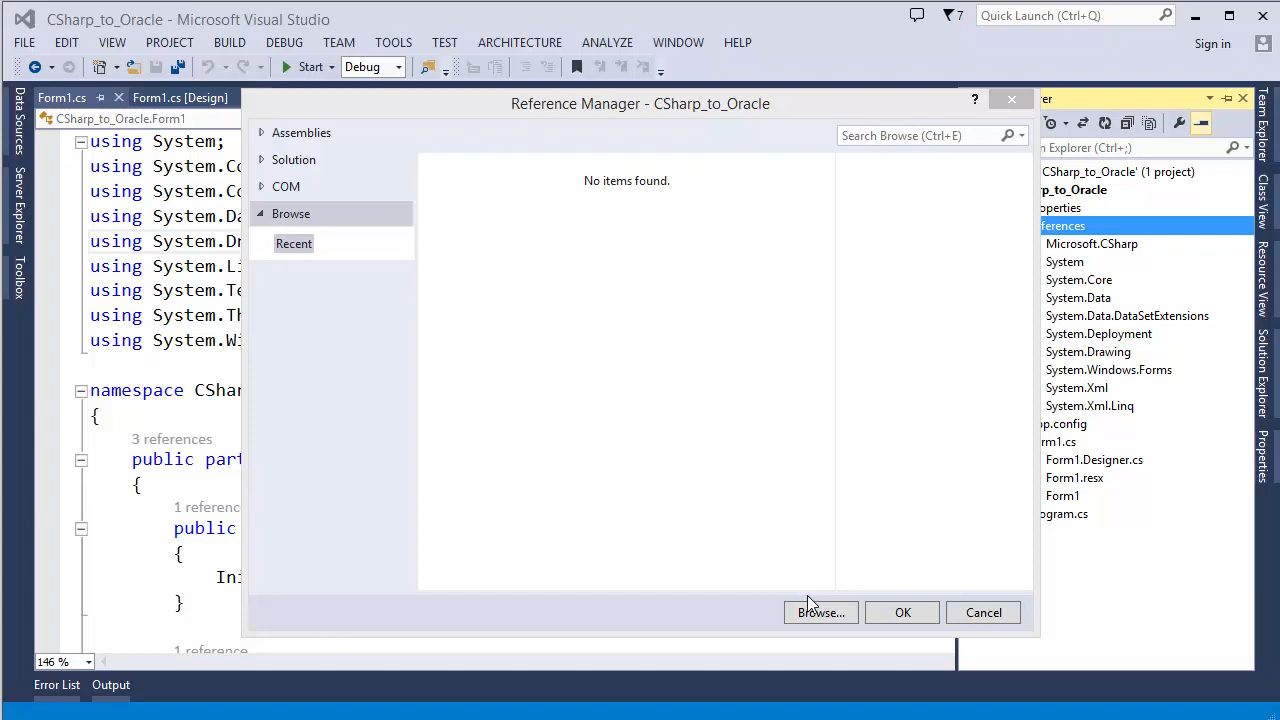 CSharp_to_Oracle - Microsoft Visual Studio
7
Quick Launch (Ctrl+Q)
FILE EDIT VIEW PROJECT BUILD DEBUG TEAM TOOLS TEST ARCHITECTURE ANALYZE WINDOW HELP
Sign in
Start
Debug
Form1.cs
Form1.cs [Design]
CSharp_to_Oracle.Form1
Data Sources
Server Explorer
Toolbox
using System;
using System.Co
using System.Co
using System.Da
using System.Dr
using System.Li
using System.Te
using System.Th
using System.Wi
namespace CShar
{
3 references
public part
{
1 reference
public
{
Ini
}
1 reference
146 %
Error List
Output
Reference Manager - CSharp_to_Oracle
?
Assemblies
Solution
COM
Browse
Recent
Search Browse (Ctrl+E)
No items found.
Browse...
OK
Cancel
rer
n Explorer (Ctrl+;)
CSharp_to_Oracle' (1 project)
rp_to_Oracle
operties
ferences
Microsoft.CSharp
System
System.Core
System.Data
System.Data.DataSetExtensions
System.Deployment
System.Drawing
System.Windows.Forms
System.Xml
System.Xml.Linq
pp.config
rm1.cs
Form1.Designer.cs
Form1.resx
Form1
ogram.cs
Team Explorer
Class View
Resource View
Solution Explorer
Properties